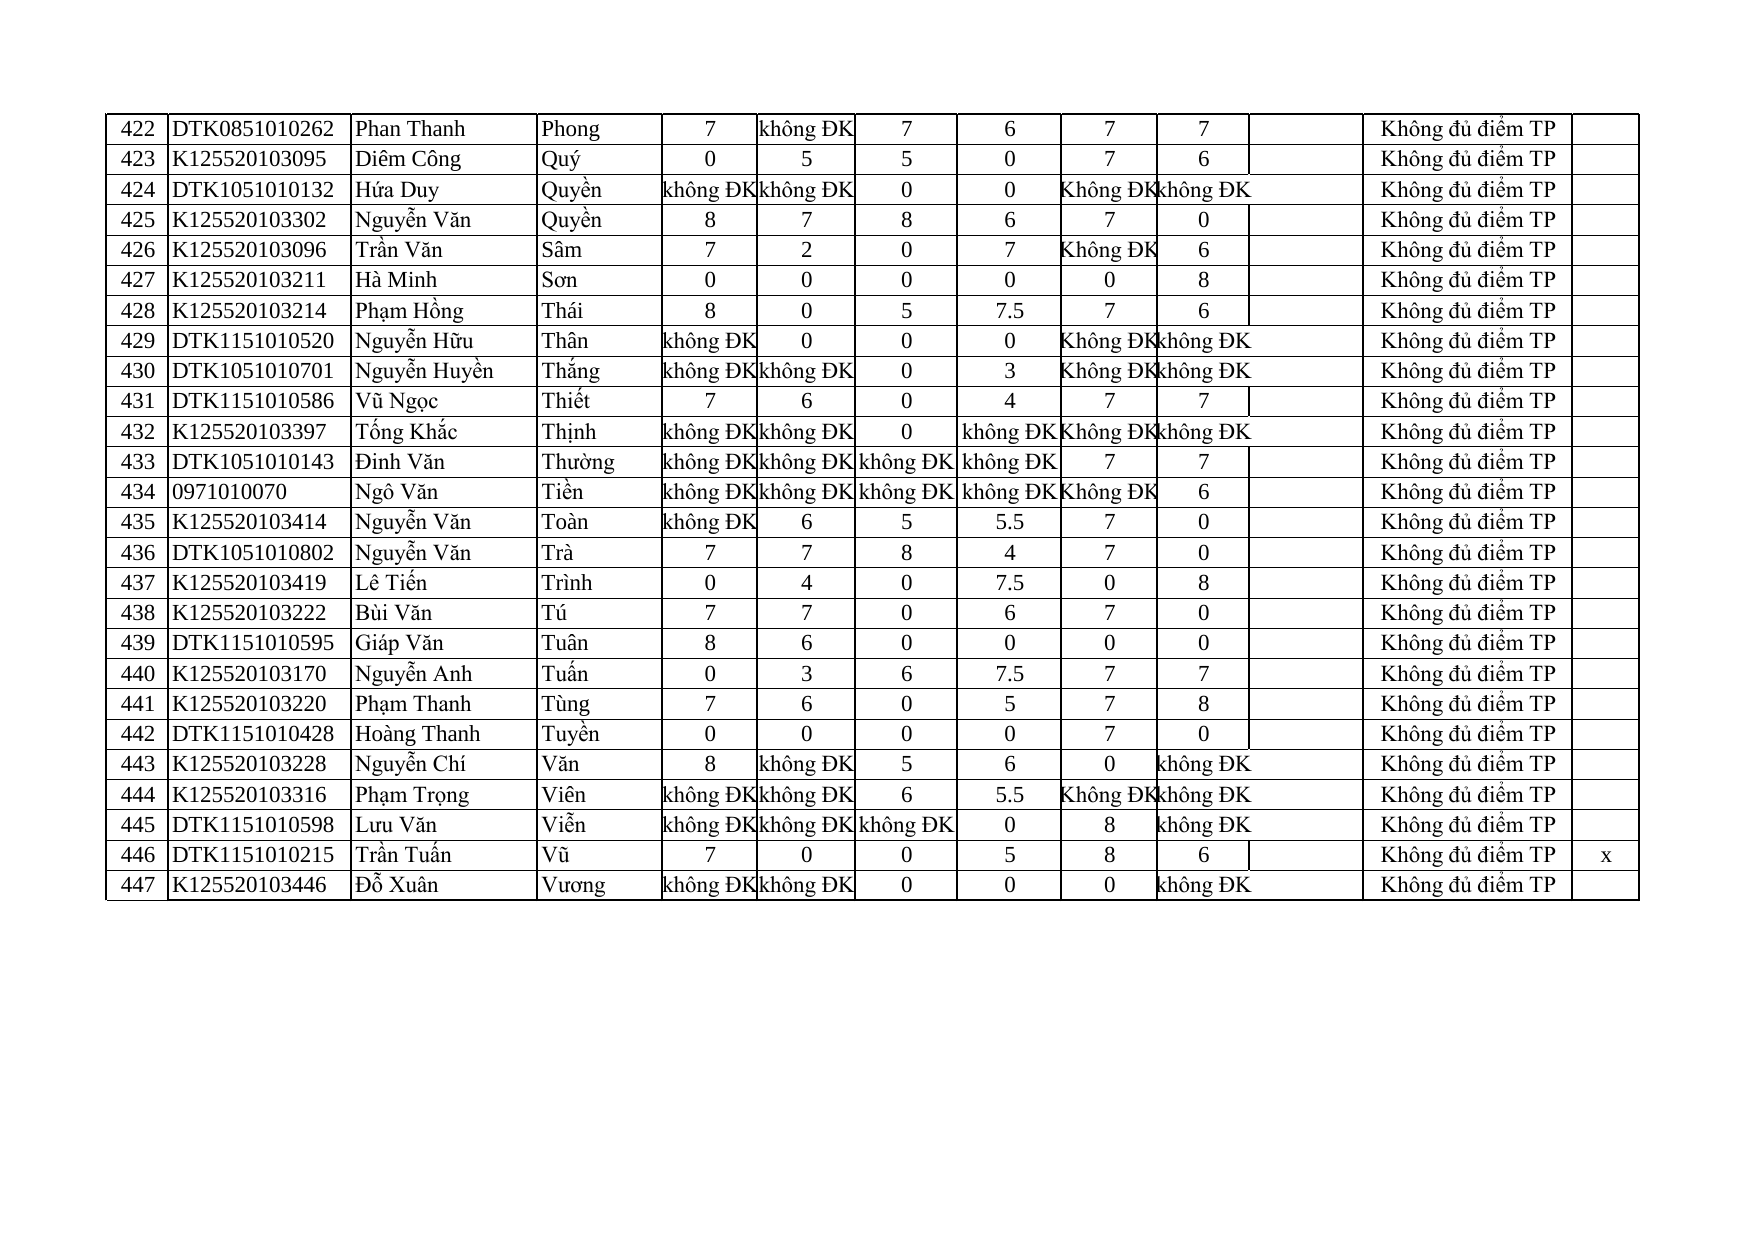 422 DTK0851010262 Phan Thanh Phong 7 không ĐK 7 6 7 7 Không đủ điểm TP
423 K125520103095 Diêm Công Quý 0 5 5 0 7 6 Không đủ điểm TP
424 DTK1051010132 Hứa Duy Quyền không ĐK không ĐK 0 0 Không ĐK không ĐK Không đủ điểm TP
425 K125520103302 Nguyễn Văn Quyền 8 7 8 6 7 0 Không đủ điểm TP
426 K125520103096 Trần Văn Sâm 7 2 0 7 Không ĐK 6 Không đủ điểm TP
427 K125520103211 Hà Minh Sơn 0 0 0 0 0 8 Không đủ điểm TP
428 K125520103214 Phạm Hồng Thái 8 0 5 7.5 7 6 Không đủ điểm TP
429 DTK1151010520 Nguyễn Hữu Thân không ĐK 0 0 0 Không ĐK không ĐK Không đủ điểm TP
430 DTK1051010701 Nguyễn Huyền Thắng không ĐK không ĐK 0 3 Không ĐK không ĐK Không đủ điểm TP
431 DTK1151010586 Vũ Ngọc Thiết 7 6 0 4 7 7 Không đủ điểm TP
432 K125520103397 Tống Khắc Thịnh không ĐK không ĐK 0 không ĐK Không ĐK không ĐK Không đủ điểm TP
433 DTK1051010143 Đinh Văn Thường không ĐK không ĐK không ĐK không ĐK 7 7 Không đủ điểm TP
434 0971010070 Ngô Văn Tiền không ĐK không ĐK không ĐK không ĐK Không ĐK 6 Không đủ điểm TP
435 K125520103414 Nguyễn Văn Toàn không ĐK 6 5 5.5 7 0 Không đủ điểm TP
436 DTK1051010802 Nguyễn Văn Trà 7 7 8 4 7 0 Không đủ điểm TP
437 K125520103419 Lê Tiến Trình 0 4 0 7.5 0 8 Không đủ điểm TP
438 K125520103222 Bùi Văn Tú 7 7 0 6 7 0 Không đủ điểm TP
439 DTK1151010595 Giáp Văn Tuân 8 6 0 0 0 0 Không đủ điểm TP
440 K125520103170 Nguyễn Anh Tuấn 0 3 6 7.5 7 7 Không đủ điểm TP
441 K125520103220 Phạm Thanh Tùng 7 6 0 5 7 8 Không đủ điểm TP
442 DTK1151010428 Hoàng Thanh Tuyền 0 0 0 0 7 0 Không đủ điểm TP
443 K125520103228 Nguyễn Chí Văn 8 không ĐK 5 6 0 không ĐK Không đủ điểm TP
444 K125520103316 Phạm Trọng Viên không ĐK không ĐK 6 5.5 Không ĐK không ĐK Không đủ điểm TP
445 DTK1151010598 Lưu Văn Viễn không ĐK không ĐK không ĐK 0 8 không ĐK Không đủ điểm TP
446 DTK1151010215 Trần Tuấn Vũ 7 0 0 5 8 6 Không đủ điểm TP x
447 K125520103446 Đỗ Xuân Vương không ĐK không ĐK 0 0 0 không ĐK Không đủ điểm TP